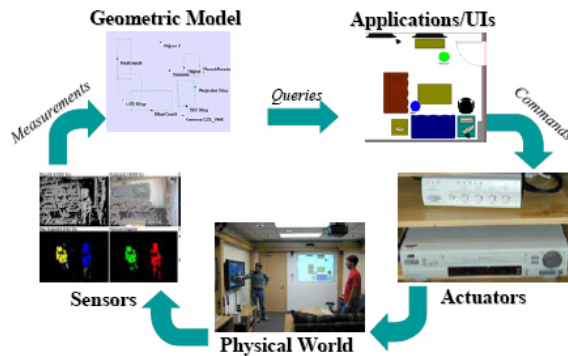 Geometric Model
Applications/UIs
Measurements
Queries
Commands
Sensors
Physical World
Actuators